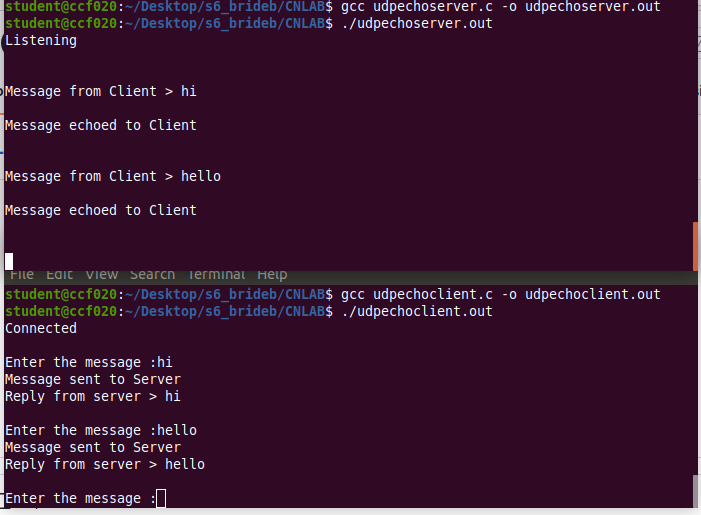 student@ccf020:~/Desktop/s6_brideb/CNLAB$ gcc udpechoserver.c -o udpechoserver.out
student@ccf020:~/Desktop/s6_brideb/CNLAB$ ./udpechoserver.out
Listening
Message from Client > hi
Message echoed to Client
Message from Client > hello
Message echoed to Client
File Edit View Search Terminal Help
student@ccf020:~/Desktop/s6_brideb/CNLAB$ gcc udpechoclient.c -o udpechoclient.out
student@ccf020:~/Desktop/s6_brideb/CNLAB$ ./udpechoclient.out
Connected
Enter the message :hi
Message sent to Server
Reply from server > hi
Enter the message :hello
Message sent to Server
Reply from server > hello
Enter the message :